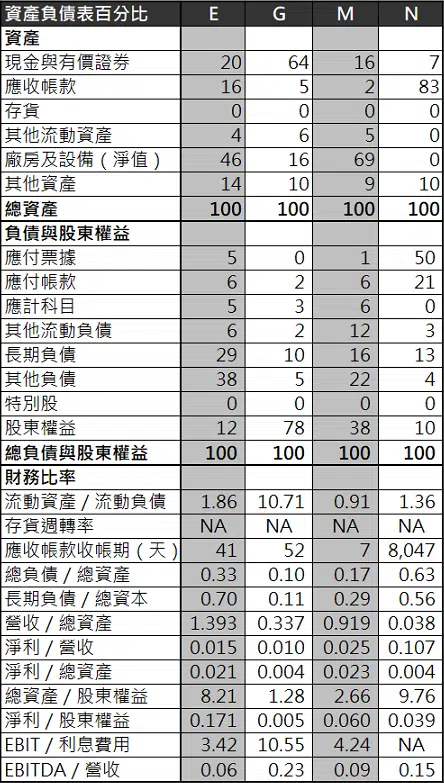 資產負債表百分比 E G M N
資產
現金與有價證券 20 64 16 7
應收帳款 16 5 2 83
存貨 0 0 0 0
其他流動資產 4 6 5 0
廠房及設備（淨值） 46 16 69 0
其他資產 14 10 9 10
總資產 100 100 100 100
負債與股東權益
應付票據 5 0 1 50
應付帳款 6 2 6 21
應計科目 5 3 6 0
其他流動負債 6 2 12 3
長期負債 29 10 16 13
其他負債 38 5 22 4
特別股 0 0 0 0
股東權益 12 78 38 10
總負債與股東權益 100 100 100 100
財務比率
流動資產／流動負債 1.86 10.71 0.91 1.36
存貨週轉率 NA NA NA NA
應收帳款收帳期（天） 41 52 7 8,047
總負債／總資產 0.33 0.10 0.17 0.63
長期負債／總資本 0.70 0.11 0.29 0.56
營收／總資產 1.393 0.337 0.919 0.038
淨利／營收 0.015 0.010 0.025 0.107
淨利／總資產 0.021 0.004 0.023 0.004
總資產／股東權益 8.21 1.28 2.66 9.76
淨利／股東權益 0.171 0.005 0.060 0.039
EBIT／利息費用 3.42 10.55 4.24 NA
EBITDA／營收 0.06 0.23 0.09 0.15